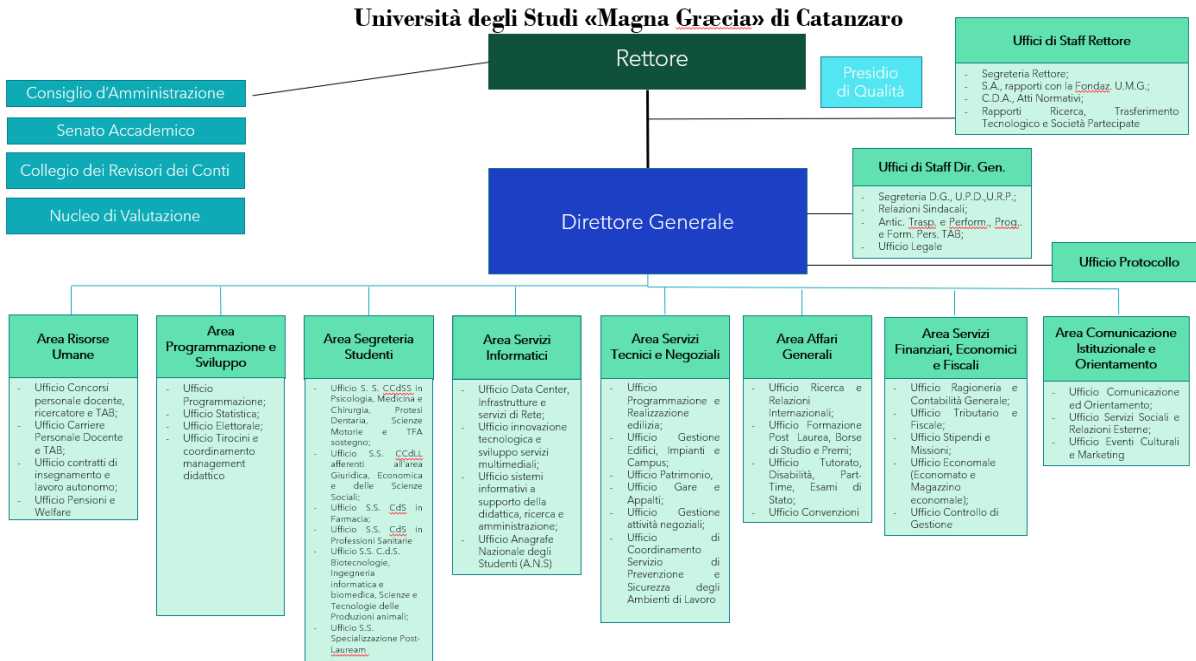 Università degli Studi «Magna Græcia» di Catanzaro
Rettore
Presidio
di Qualità
Uffici di Staff Rettore
- Segreteria Rettore;
- S.A., rapporti con la Fondaz. U.M.G.;
- C.D.A., Atti Normativi;
- Rapporti Ricerca, Trasferimento
Tecnologico e Società Partecipate
Consiglio d'Amministrazione
Senato Accademico
Collegio dei Revisori dei Conti
Nucleo di Valutazione
Direttore Generale
Uffici di Staff Dir. Gen.
- Segreteria D.G., U.P.D.,U.R.P.;
- Relazioni Sindacali;
- Antic. Trasp. e Perform., Prog.,
e Form. Pers. TAB;
- Ufficio Legale
Ufficio Protocollo
Area Risorse
Umane
- Ufficio Concorsi
personale docente,
ricercatore e TAB;
- Ufficio Carriere
Personale Docente
e TAB;
- Ufficio contratti di
insegnamento e
lavoro autonomo;
- Ufficio Pensioni e
Welfare
Area
Programmazione e
Sviluppo
- Ufficio
Programmazione;
- Ufficio Statistica;
- Ufficio Elettorale;
- Ufficio Tirocini e
coordinamento
management
didattico
Area Segreteria
Studenti
- Ufficio S. S. CCdSS in
Psicologia, Medicina e
Chirurgia, Protesi
Dentaria, Scienze
Motorie e TFA
sostegno;
- Ufficio S.S. CCdLL
afferenti all'area
Giuridica, Economica
e delle Scienze
Sociali;
- Ufficio S.S. CdS in
Farmacia;
- Ufficio S.S. CdS in
Professioni Sanitarie
- Ufficio S.S. C.d.S.
Biotecnologie,
Ingegneria
informatica e
biomedica, Scienze e
Tecnologie delle
Produzioni animali;
- Ufficio S.S.
Specializzazione Post-
Lauream
Area Servizi
Informatici
- Ufficio Data Center,
Infrastrutture e
servizi di Rete;
- Ufficio innovazione
tecnologica e
sviluppo servizi
multimediali;
- Ufficio sistemi
informativi a
supporto della
didattica, ricerca e
amministrazione;
- Ufficio Anagrafe
Nazionale degli
Studenti (A.N.S)
Area Servizi
Tecnici e Negoziali
- Ufficio
Programmazione e
Realizzazione
edilizia;
- Ufficio Gestione
Edifici, Impianti e
Campus;
- Ufficio Patrimonio,
- Ufficio Gare e
Appalti;
- Ufficio Gestione
attività negoziali;
- Ufficio di
Coordinamento
Servizio di
Prevenzione e
Sicurezza degli
Ambienti di Lavoro
Area Affari
Generali
- Ufficio Ricerca e
Relazioni
Internazionali;
- Ufficio Formazione
Post Laurea, Borse
di Studio e Premi;
- Ufficio Tutorato,
Disabilità, Part-
Time, Esami di
Stato;
- Ufficio Convenzioni
Area Servizi
Finanziari, Economici
e Fiscali
- Ufficio Ragioneria e
Contabilità Generale;
- Ufficio Tributario e
Fiscale;
- Ufficio Stipendi e
Missioni;
- Ufficio Economale
(Economato e
Magazzino
economale);
- Ufficio Controllo di
Gestione
Area Comunicazione
Istituzionale e
Orientamento
- Ufficio Comunicazione
ed Orientamento;
- Ufficio Servizi Sociali e
Relazioni Esterne;
- Ufficio Eventi Culturali
e Marketing